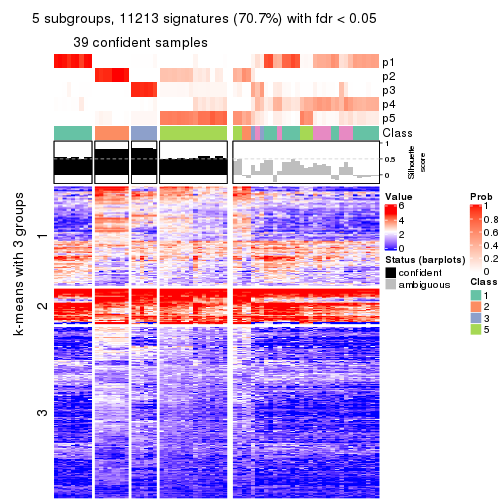 5 subgroups, 11213 signatures (70.7%) with fdr < 0.05
39 confident samples
p1
p2
p3
p4
p5
Class
1
0.5
0
Silhouette
score
k-means with 3 groups
1
2
3
Value
6
4
2
0
Status (barplots)
confident
ambiguous
Prob
1
0.8
0.6
0.4
0.2
0
Class
1
2
3
5